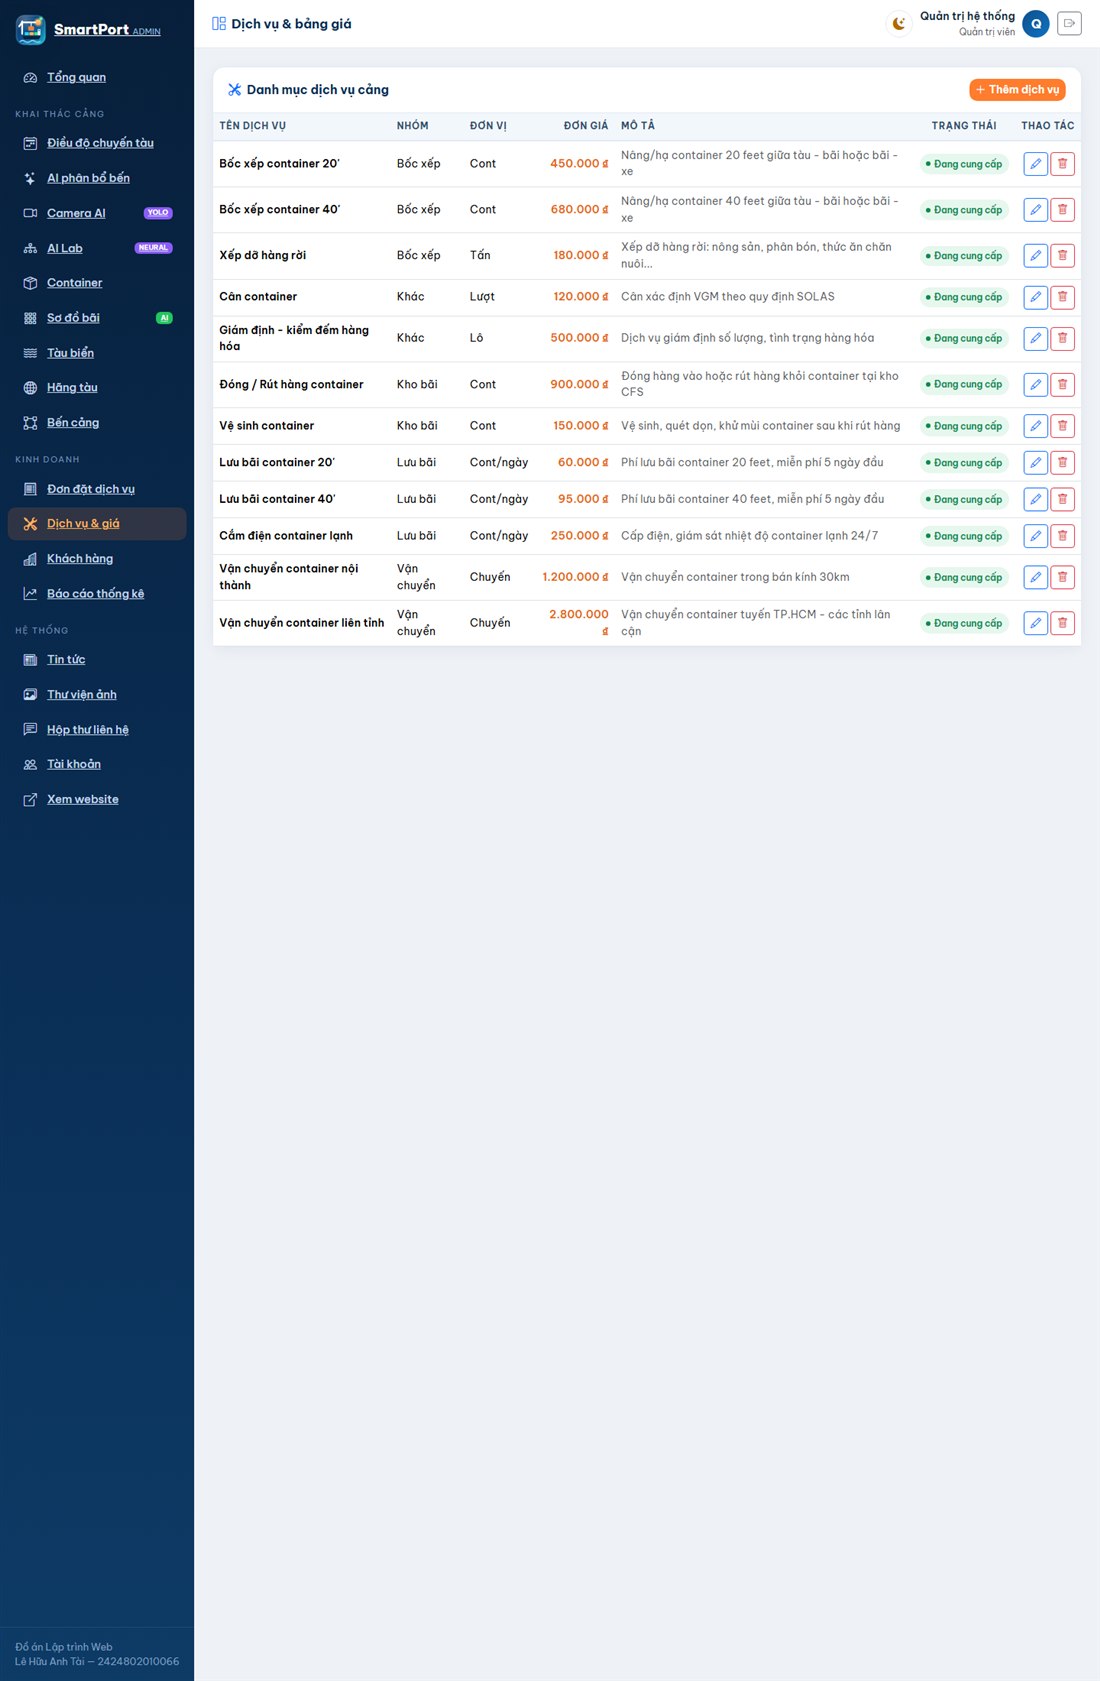 SmartPort ADMIN
Tổng quan
KHAI THÁC CẢNG
Điều độ chuyến tàu
AI phân bổ bến
Camera AI YOLO
AI Lab NEURAL
Container
Sơ đồ bãi AI
Tàu biển
Hãng tàu
Bến cảng
KINH DOANH
Đơn đặt dịch vụ
Dịch vụ & giá
Khách hàng
Báo cáo thống kê
HỆ THỐNG
Tin tức
Thư viện ảnh
Hộp thư liên hệ
Tài khoản
Xem website
Đồ án Lập trình Web
Lê Hữu Anh Tài — 2424802010066
Dịch vụ & bảng giá
Quản trị hệ thống
Quản trị viên
Q
Danh mục dịch vụ cảng
+ Thêm dịch vụ
TÊN DỊCH VỤ NHÓM ĐƠN VỊ ĐƠN GIÁ MÔ TẢ TRẠNG THÁI THAO TÁC
Bốc xếp container 20' Bốc xếp Cont 450.000 ₫ Nâng/hạ container 20 feet giữa tàu - bãi hoặc bãi -
xe
Đang cung cấp
Bốc xếp container 40' Bốc xếp Cont 680.000 ₫ Nâng/hạ container 40 feet giữa tàu - bãi hoặc bãi -
xe
Đang cung cấp
Xếp dỡ hàng rời Bốc xếp Tấn 180.000 ₫ Xếp dỡ hàng rời: nông sản, phân bón, thức ăn chăn
nuôi...
Đang cung cấp
Cân container Khác Lượt 120.000 ₫ Cân xác định VGM theo quy định SOLAS Đang cung cấp
Giám định - kiểm đếm hàng
hóa
Khác Lô 500.000 ₫ Dịch vụ giám định số lượng, tình trạng hàng hóa Đang cung cấp
Đóng / Rút hàng container Kho bãi Cont 900.000 ₫ Đóng hàng vào hoặc rút hàng khỏi container tại kho
CFS
Đang cung cấp
Vệ sinh container Kho bãi Cont 150.000 ₫ Vệ sinh, quét dọn, khử mùi container sau khi rút hàng Đang cung cấp
Lưu bãi container 20' Lưu bãi Cont/ngày 60.000 ₫ Phí lưu bãi container 20 feet, miễn phí 5 ngày đầu Đang cung cấp
Lưu bãi container 40' Lưu bãi Cont/ngày 95.000 ₫ Phí lưu bãi container 40 feet, miễn phí 5 ngày đầu Đang cung cấp
Cắm điện container lạnh Lưu bãi Cont/ngày 250.000 ₫ Cấp điện, giám sát nhiệt độ container lạnh 24/7 Đang cung cấp
Vận chuyển container nội
thành
Vận
chuyển
Chuyến 1.200.000 ₫ Vận chuyển container trong bán kính 30km Đang cung cấp
Vận chuyển container liên tỉnh Vận
chuyển
Chuyến 2.800.000
₫
Vận chuyển container tuyến TP.HCM - các tỉnh lân
cận
Đang cung cấp